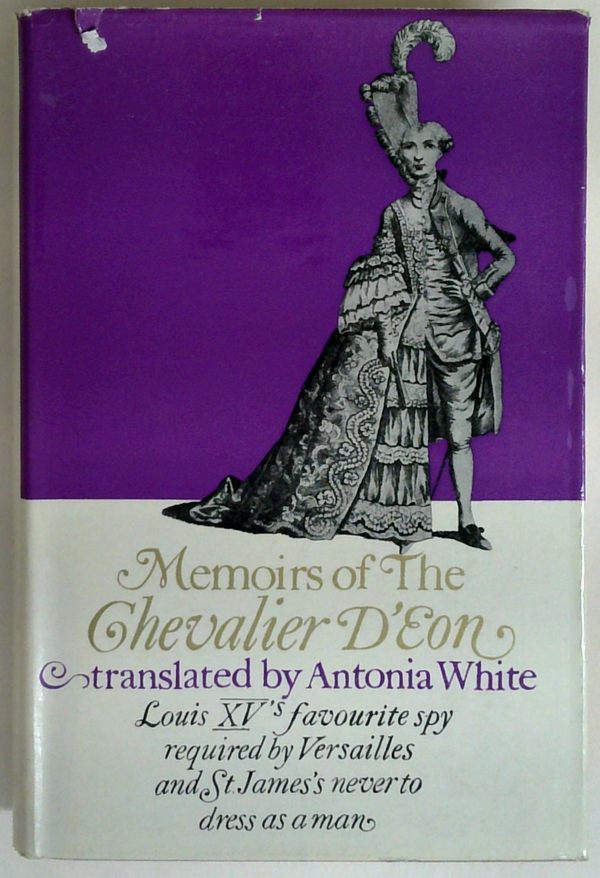 Memoirs of The
Chevalier D'Eon
translated by Antonia White
Louis XV's favourite spy
required by Versailles
and St. James's never to
dress as a man